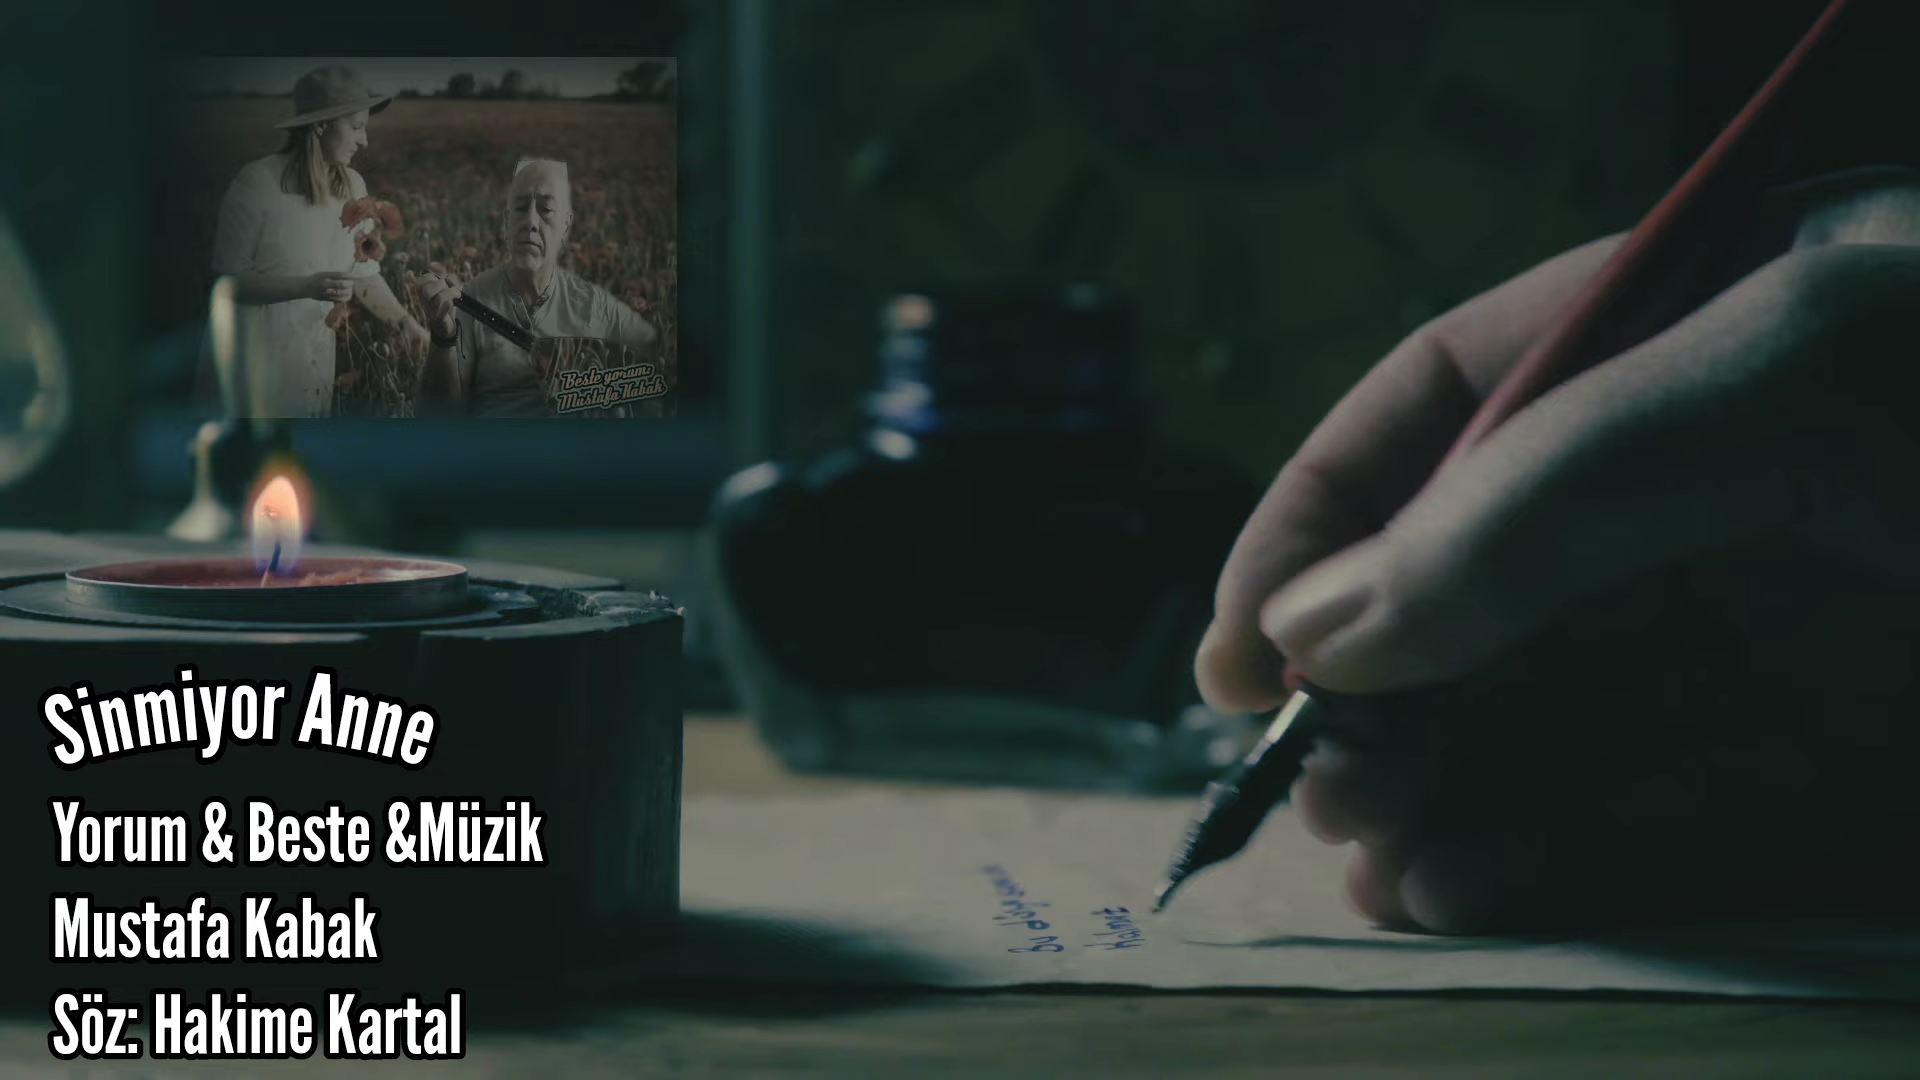 Beste yorum:
Mustafa Kabak
Sinmiyor Anne
Yorum & Beste &Müzik
Mustafa Kabak
Söz: Hakime Kartal